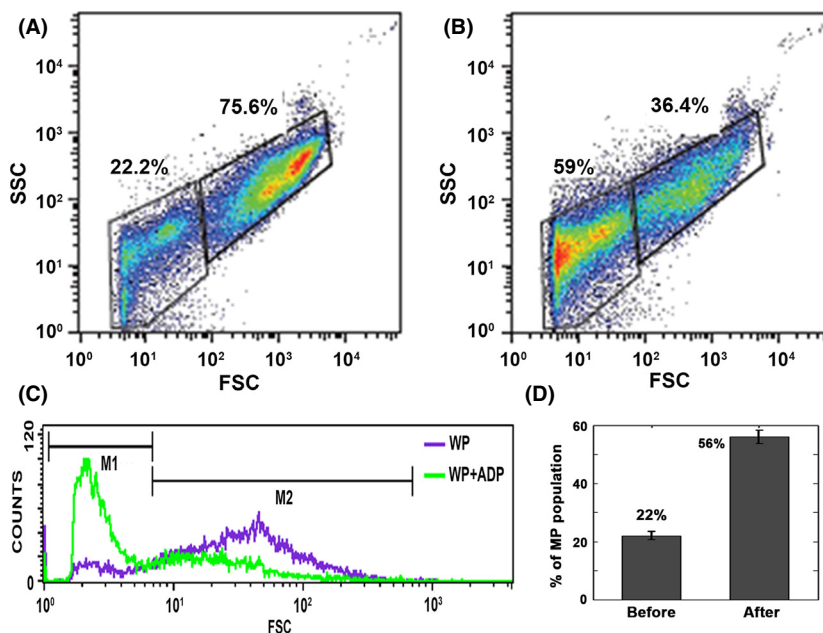 (A)
75.6%
22.2%
10⁴
10³
10²
10¹
10⁰
SSC
10⁰ 10¹ 10² 10³ 10⁴
FSC
(B)
36.4%
59%
10⁴
10³
10²
10¹
10⁰
SSC
10⁰ 10¹ 10² 10³ 10⁴
FSC
(C)
120
COUNTS
0
M1
M2
WP
WP+ADP
10⁰ 10¹ 10² 10³
FSC
(D)
60
40
20
0
% of MP population
22%
56%
Before After